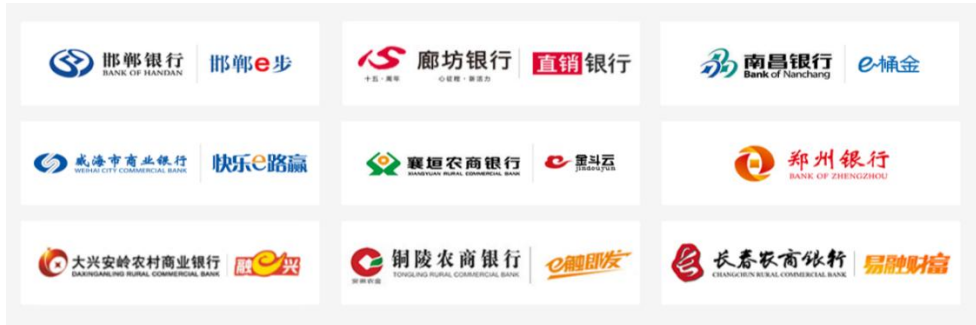 邯郸银行
BANK OF HANDAN
邯郸e步
廊坊银行
十五·周年
心征程·新活力
直销银行
南昌银行
Bank of Nanchang
e桶金
威海市商业银行
WEIHAI CITY COMMERCIAL BANK
快乐e路赢
襄垣农商银行
XIANGYUAN RURAL COMMERCIAL BANK
金斗云
jindouyun
郑州银行
BANK OF ZHENGZHOU
大兴安岭农村商业银行
DAXINGANLING RURAL COMMERCIAL BANK
融e兴
铜陵农商银行
TONGLING RURAL COMMERCIAL BANK
e融即发
长春农商银行
CHANGCHUN RURAL COMMERCIAL BANK
易融财富